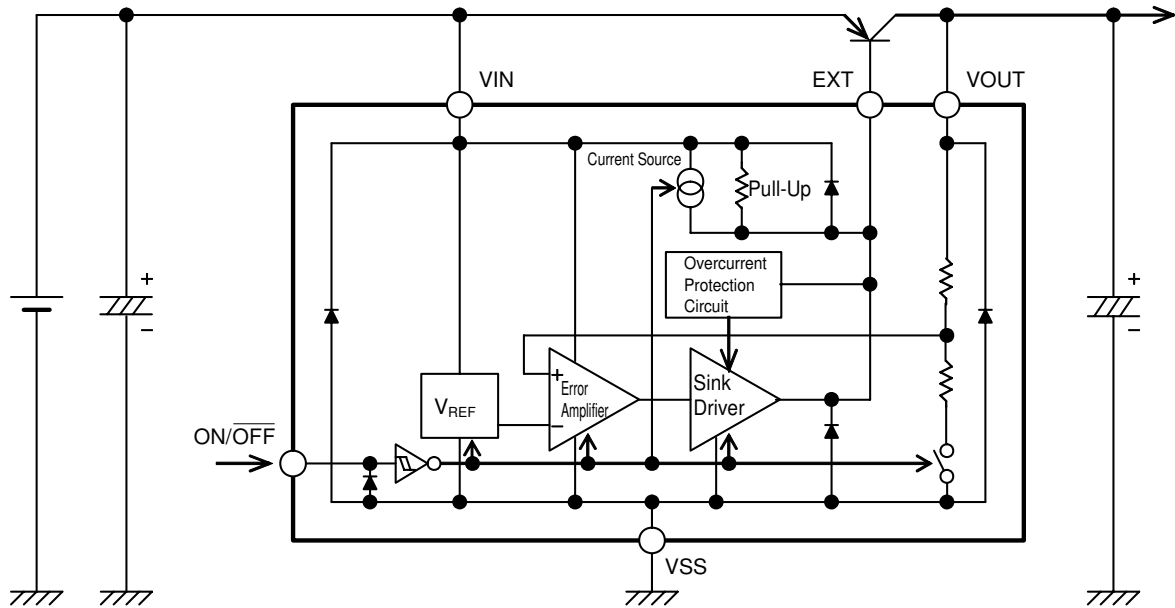 VIN
EXT
VOUT
Current Source
Pull-Up
Overcurrent
Protection
Circuit
+
−
+
−
+
Error
Amplifier
−
Sink
Driver
VREF
ON/OFF
VSS